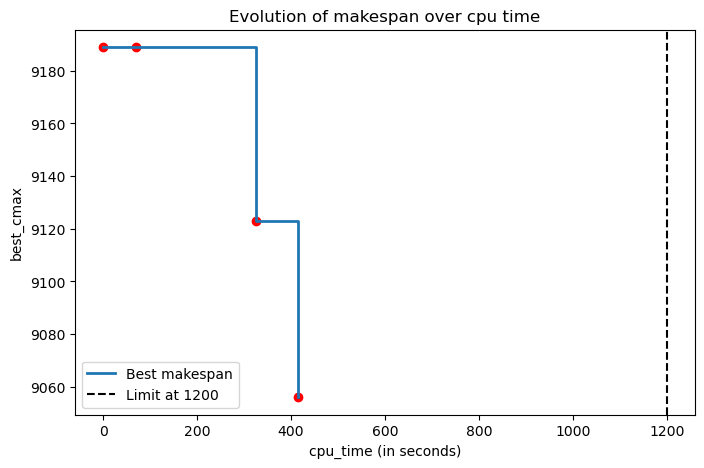 Evolution of makespan over cpu time
best_cmax
9180
9160
9140
9120
9100
9080
9060
Best makespan
Limit at 1200
0
200
400
600
800
1000
1200
cpu_time (in seconds)